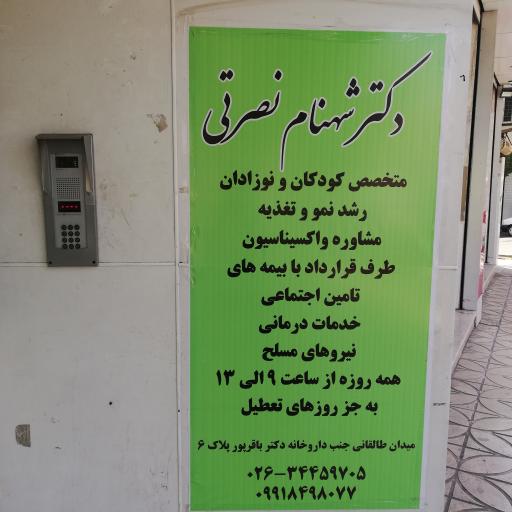 دکتر شهنام نصرتی
متخصص کودکان و نوزادان
رشد نمو و تغذیه
مشاوره واکسیناسیون
طرف قرارداد با بیمه های
تامین اجتماعی
خدمات درمانی
نیروهای مسلح
همه روزه از ساعت ۹ الی ۱۳
به جز روزهای تعطیل
میدان طالقانی جنب داروخانه دکتر باقرپور پلاک ۶
۰۲۶-۳۴۴۵۹۷۰۵
۰۹۹۱۸۴۹۸۰۷۷